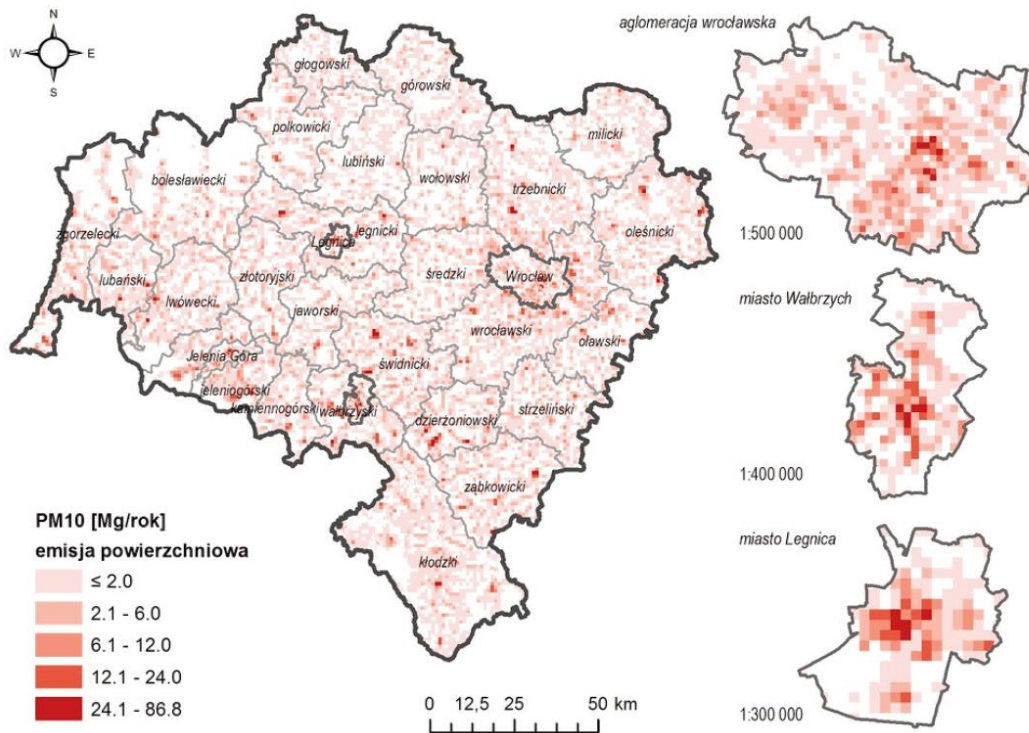 N
W E
S
aglomeracja wrocławska
głogowski
górowski
polkowicki
milicki
lubiński
bolesławiecki
wołowski
trzebnicki
zgorzelecki
Legnica
legnicki
oleśnicki
1:500 000
lubański
złotoryjski
średzki
Wrocław
lwówecki
miasto Wałbrzych
jaworski
wrocławski
oławski
Jelenia Góra
świdnicki
jeleniogórski
kamiennogórski
wałbrzyski
dzierżoniowski
strzeliński
1:400 000
ząbkowicki
PM10 [Mg/rok]
emisja powierzchniowa
≤ 2.0
2.1 - 6.0
6.1 - 12.0
12.1 - 24.0
24.1 - 86.8
miasto Legnica
kłodzki
0 12,5 25 50 km
1:300 000